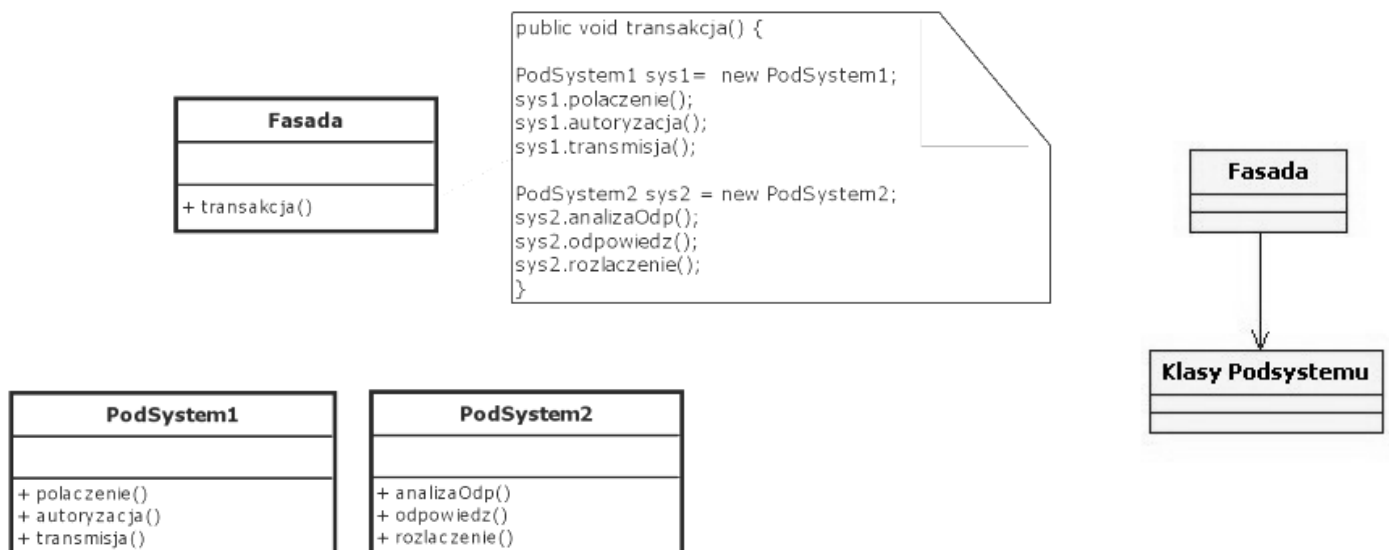 public void transakcja() {
PodSystem1 sys1= new PodSystem1;
sys1.polaczenie();
sys1.autoryzacja();
sys1.transmisja();
PodSystem2 sys2 = new PodSystem2;
sys2.analizaOdp();
sys2.odpowiedz();
sys2.rozlaczenie();
}
Fasada
+ transakcja()
Fasada
Klasy Podsystemu
PodSystem1
+ polaczenie()
+ autoryzacja()
+ transmisja()
PodSystem2
+ analizaOdp()
+ odpowiedz()
+ rozlaczenie()